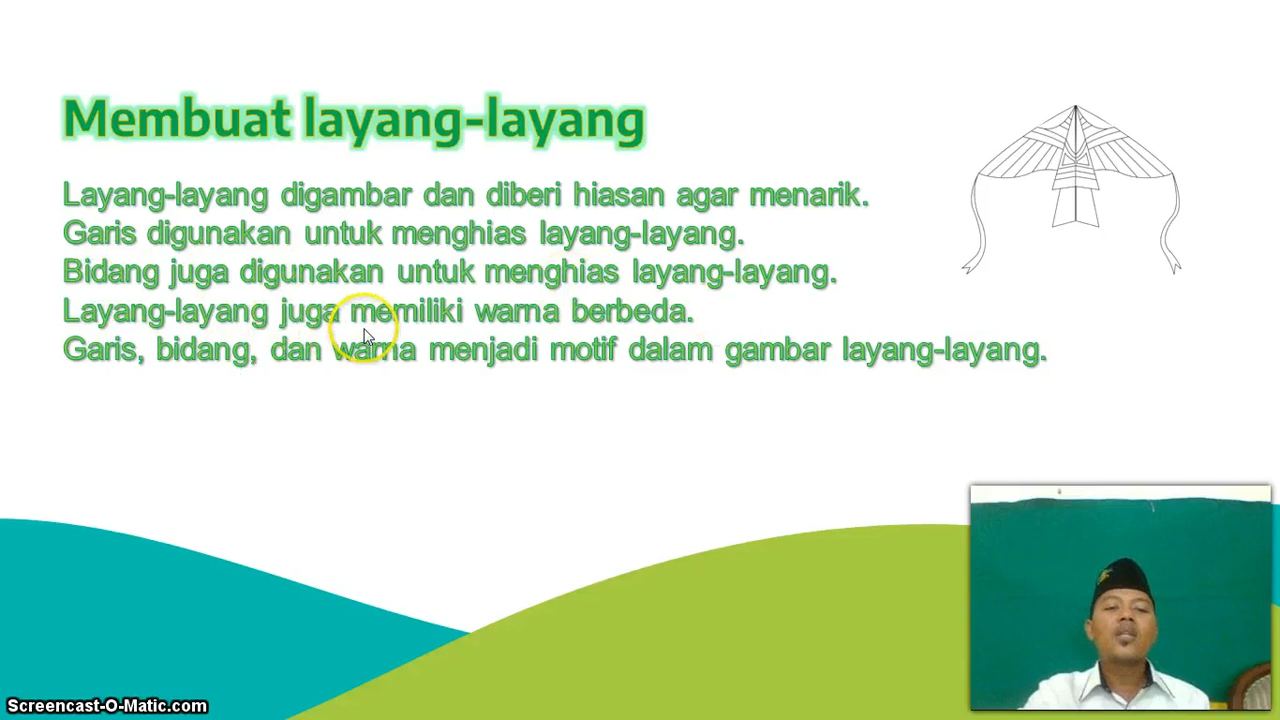 Membuat layang-layang
Layang-layang digambar dan diberi hiasan agar menarik.
Garis digunakan untuk menghias layang-layang.
Bidang juga digunakan untuk menghias layang-layang.
Layang-layang juga memiliki warna berbeda.
Garis, bidang, dan warna menjadi motif dalam gambar layang-layang.
Screencast-O-Matic.com